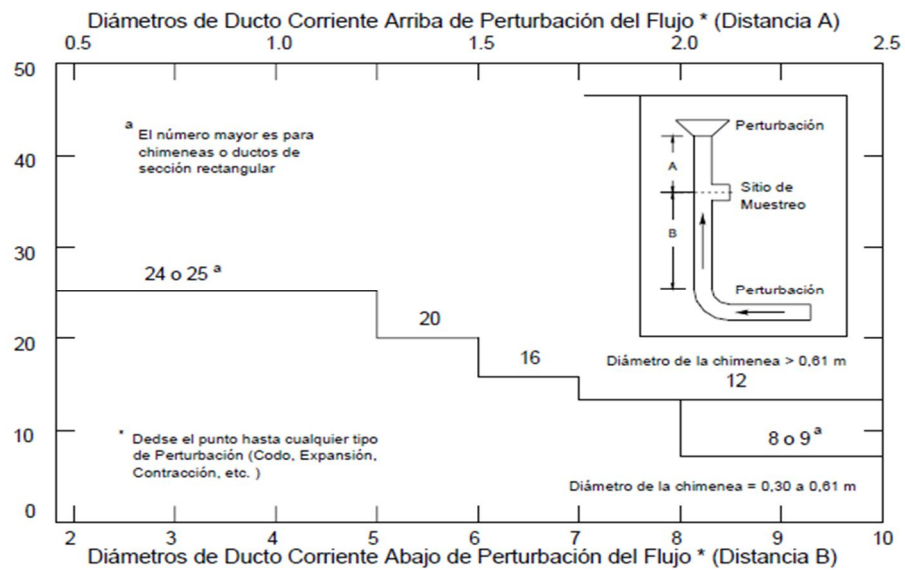 Diámetros de Ducto Corriente Arriba de Perturbación del Flujo * (Distancia A)
0.5 1.0 1.5 2.0 2.5
50
40
30
20
10
0
a El número mayor es para
chimeneas o ductos de
sección rectangular
Perturbación
A
Sitio de
Muestreo
B
Perturbación
24 o 25 a
20
16
Diámetro de la chimenea > 0,61 m
12
8 o 9 a
* Dedse el punto hasta cualquier tipo
de Perturbación (Codo, Expansión,
Contracción, etc. )
Diámetro de la chimenea = 0,30 a 0,61 m
2 3 4 5 6 7 8 9 10
Diámetros de Ducto Corriente Abajo de Perturbación del Flujo * (Distancia B)